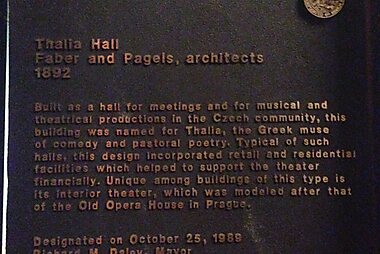 Thalia Hall
Faber and Pagels, architects
1892
Built as a hall for meetings and for musical and
theatrical productions in the Czech community, this
building was named for Thalia, the Greek muse
of comedy and pastoral poetry. Typical of such
halls, this design incorporated retail and residential
facilities which helped to support the theater
financially. Unique among buildings of this type is
its interior theater, which was modeled after that
of the Old Opera House in Prague.
Designated on October 25, 1989
Richard M. Daley, Mayor